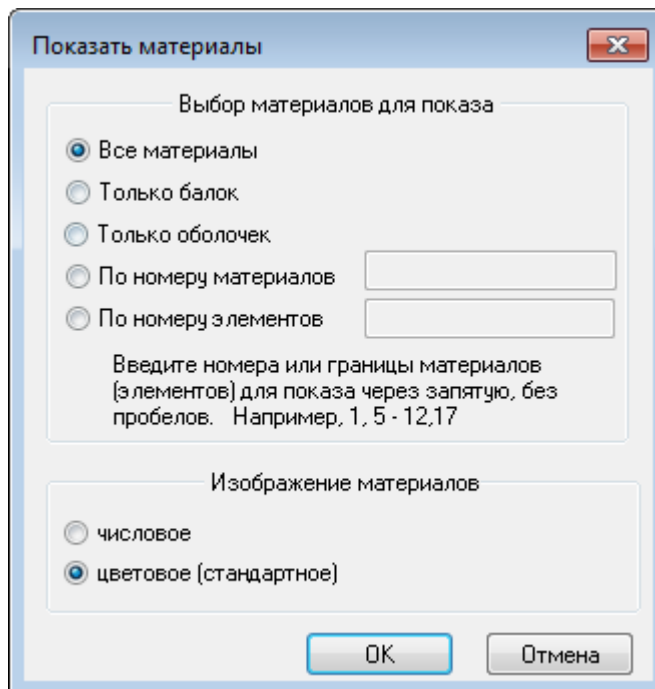 Показать материалы
Выбор материалов для показа
Все материалы
Только балок
Только оболочек
По номеру материалов
По номеру элементов
Введите номера или границы материалов
(элементов) для показа через запятую, без
пробелов. Например, 1, 5 - 12,17
Изображение материалов
числовое
цветовое (стандартное)
OK
Отмена